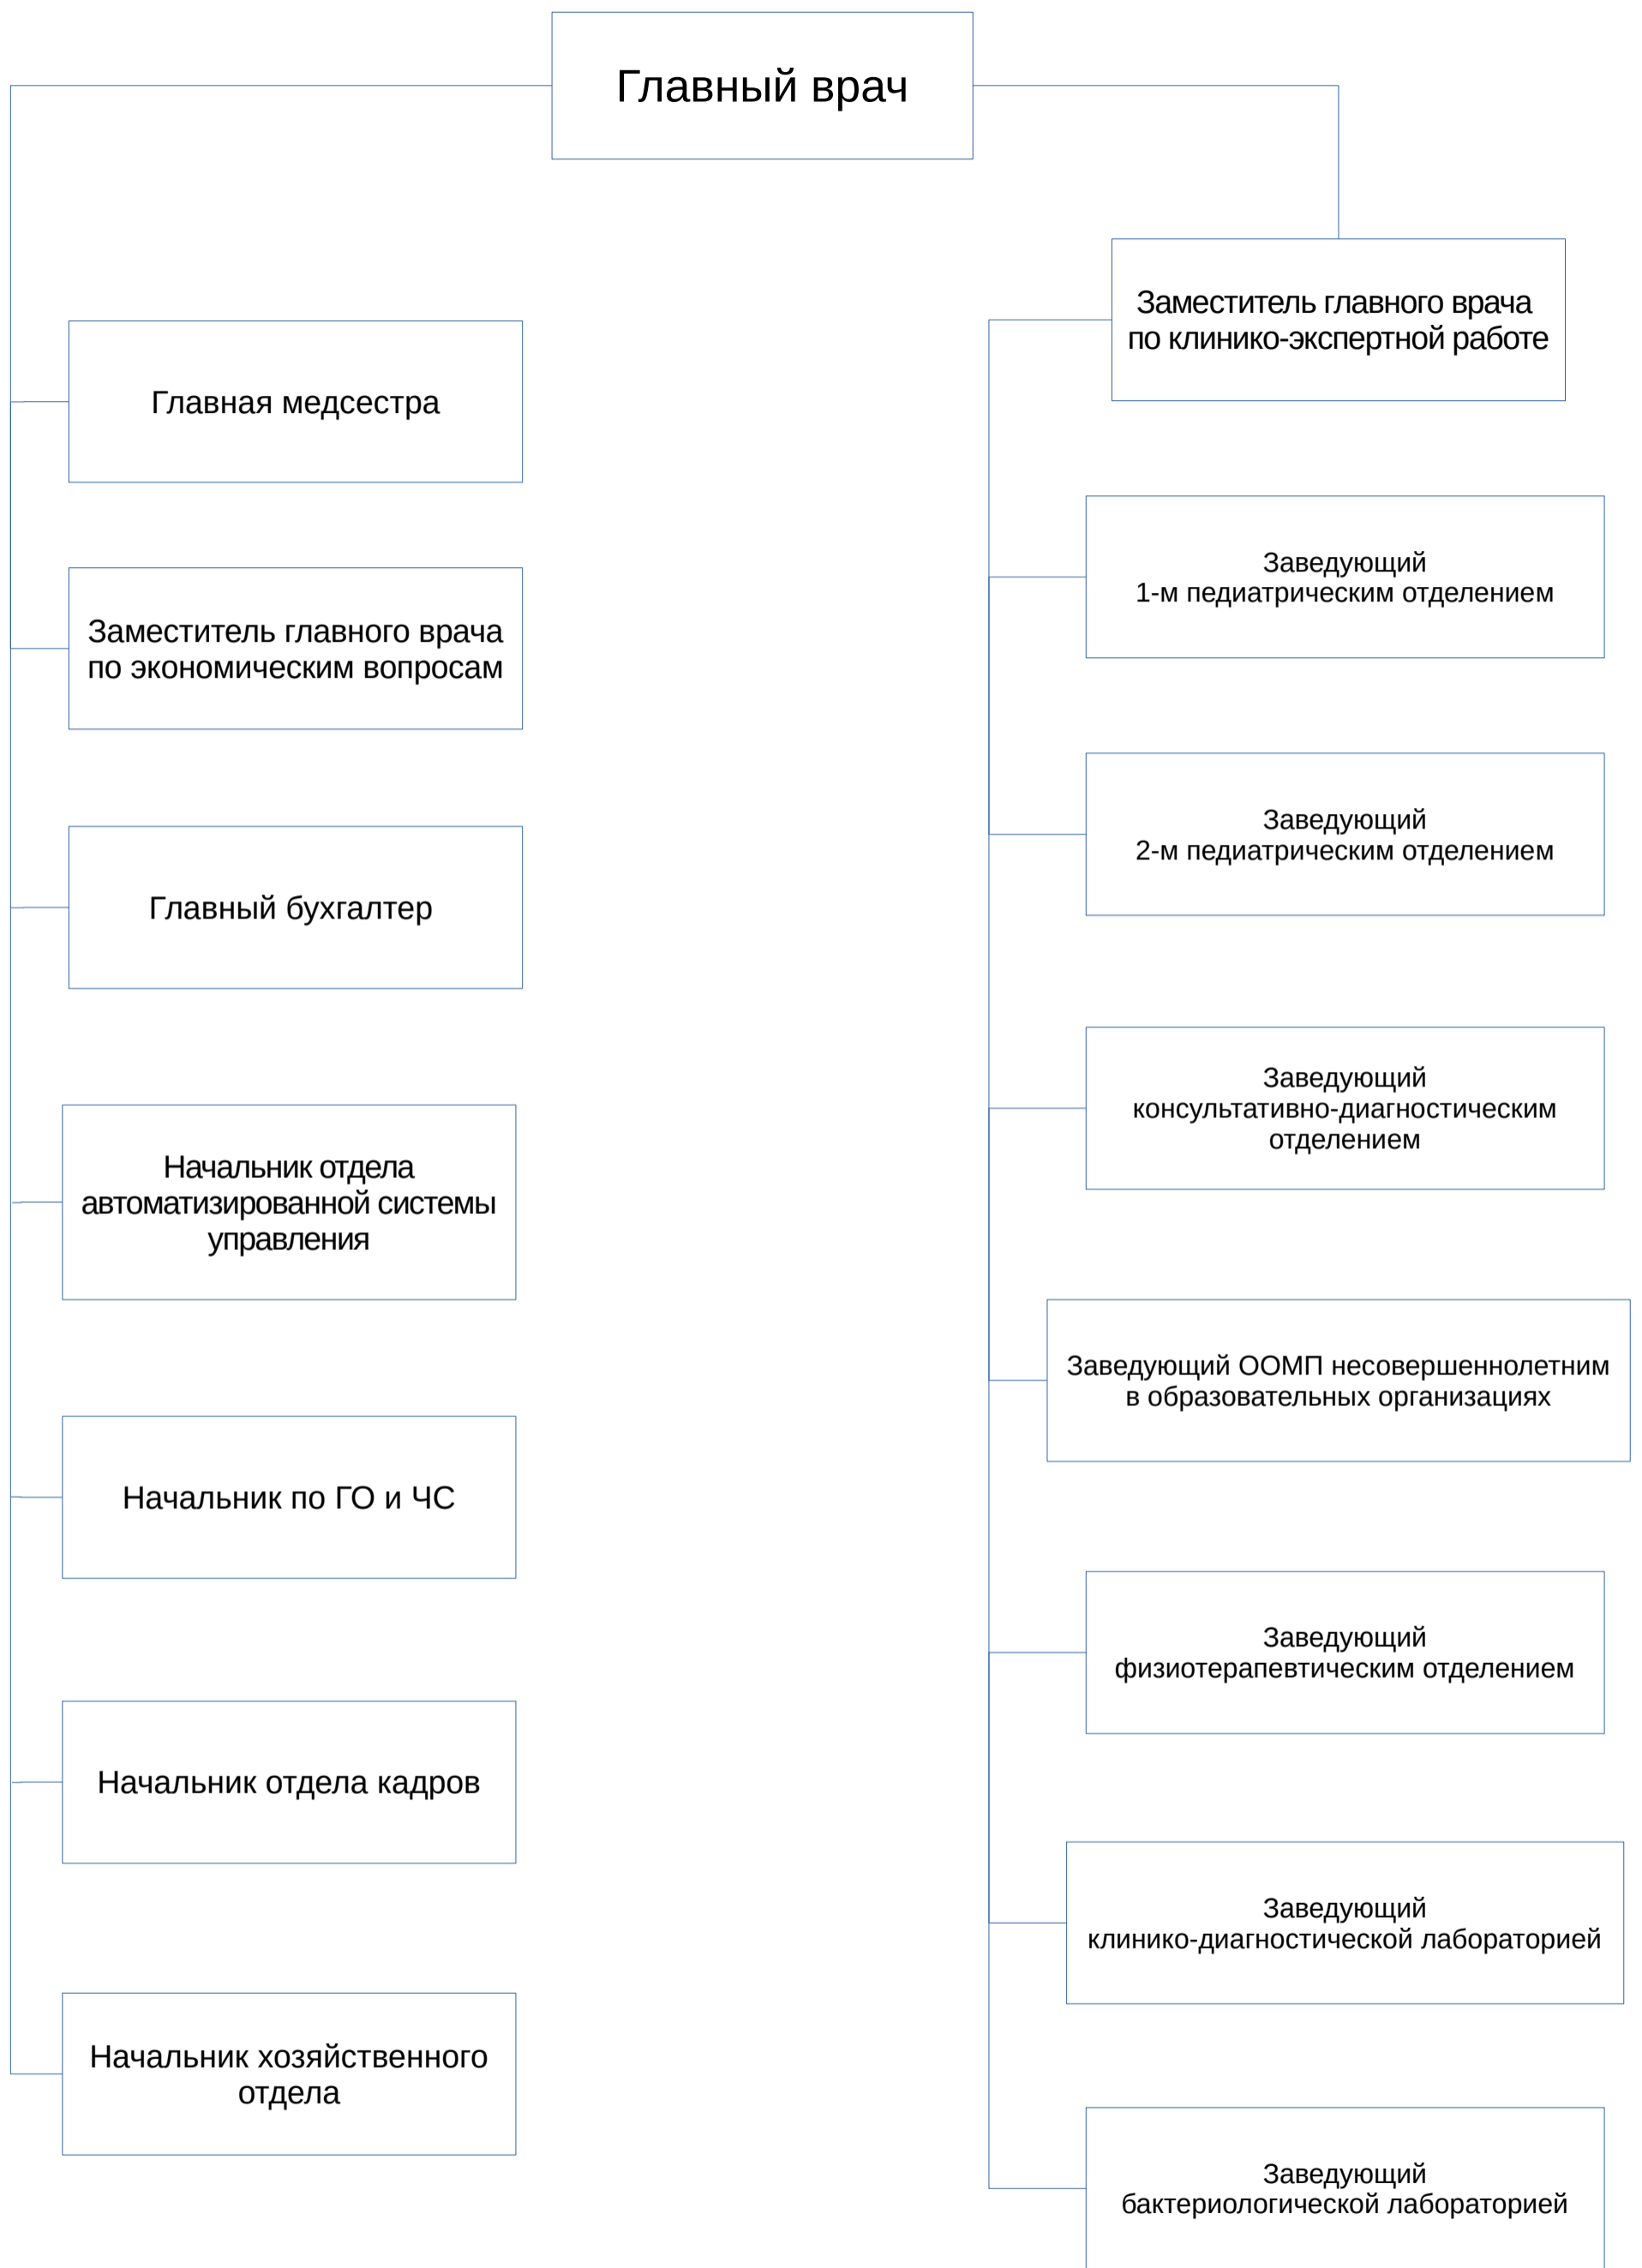 Главный врач
Главная медсестра
Заместитель главного врача
по экономическим вопросам
Главный бухгалтер
Начальник отдела
автоматизированной системы
управления
Начальник по ГО и ЧС
Начальник отдела кадров
Начальник хозяйственного
отдела
Заместитель главного врача
по клинико-экспертной работе
Заведующий
1-м педиатрическим отделением
Заведующий
2-м педиатрическим отделением
Заведующий
консультативно-диагностическим
отделением
Заведующий ООМП несовершеннолетним
в образовательных организациях
Заведующий
физиотерапевтическим отделением
Заведующий
клинико-диагностической лабораторией
Заведующий
бактериологической лабораторией